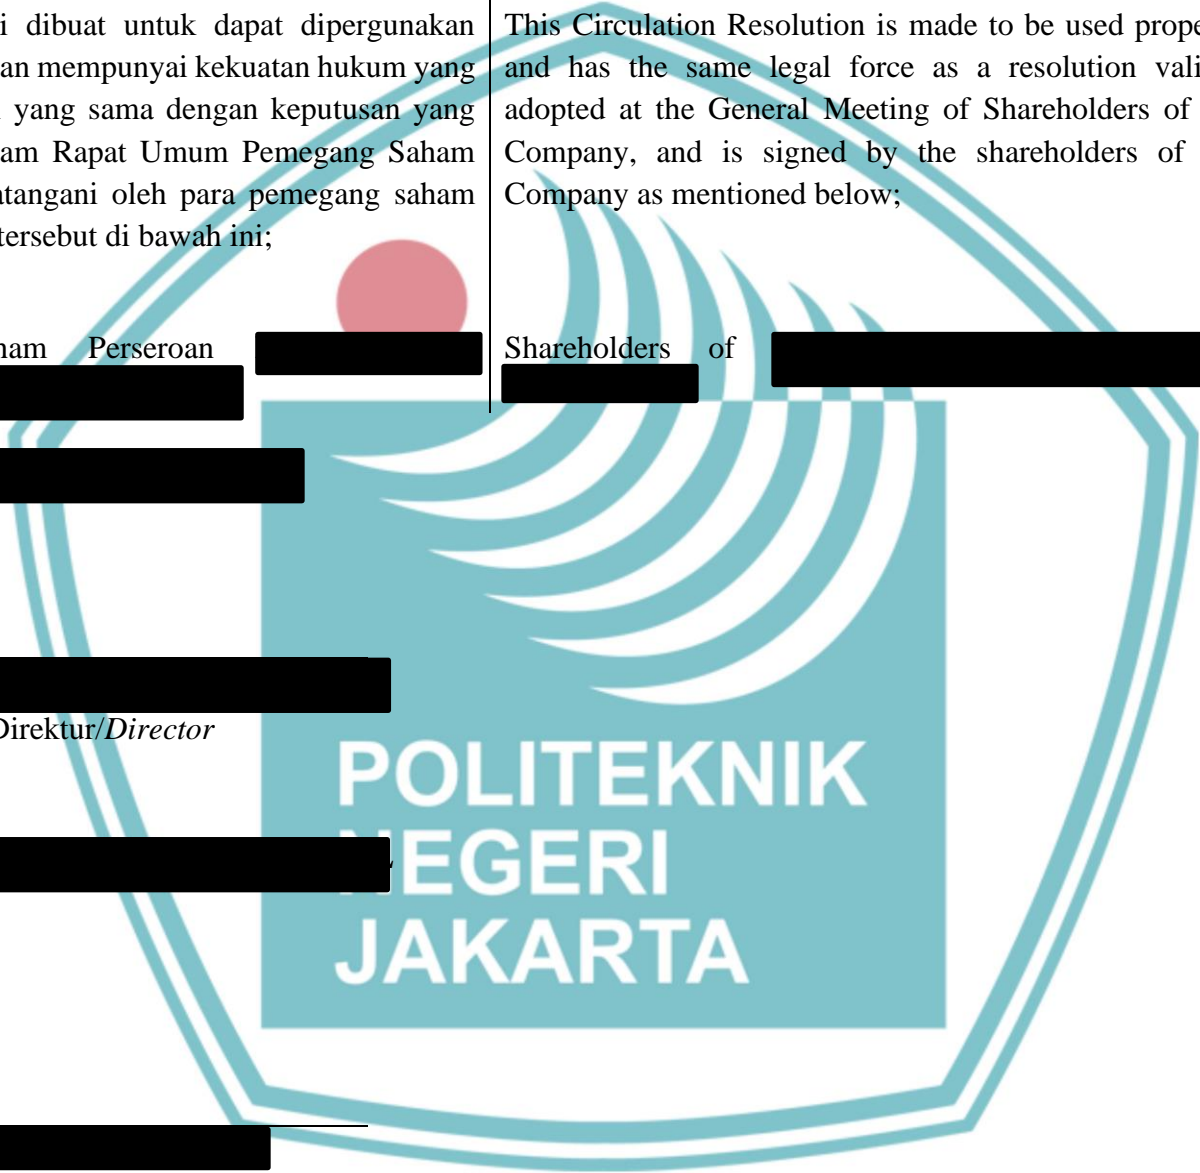 i dibuat untuk dapat dipergunakan
an mempunyai kekuatan hukum yang
yang sama dengan keputusan yang
am Rapat Umum Pemegang Saham
atangani oleh para pemegang saham
tersebut di bawah ini;
ham Perseroan
This Circulation Resolution is made to be used prope
and has the same legal force as a resolution vali
adopted at the General Meeting of Shareholders of
Company, and is signed by the shareholders of
Company as mentioned below;
Shareholders of
Direktur/Director
POLITEKNIK
NEGERI
JAKARTA